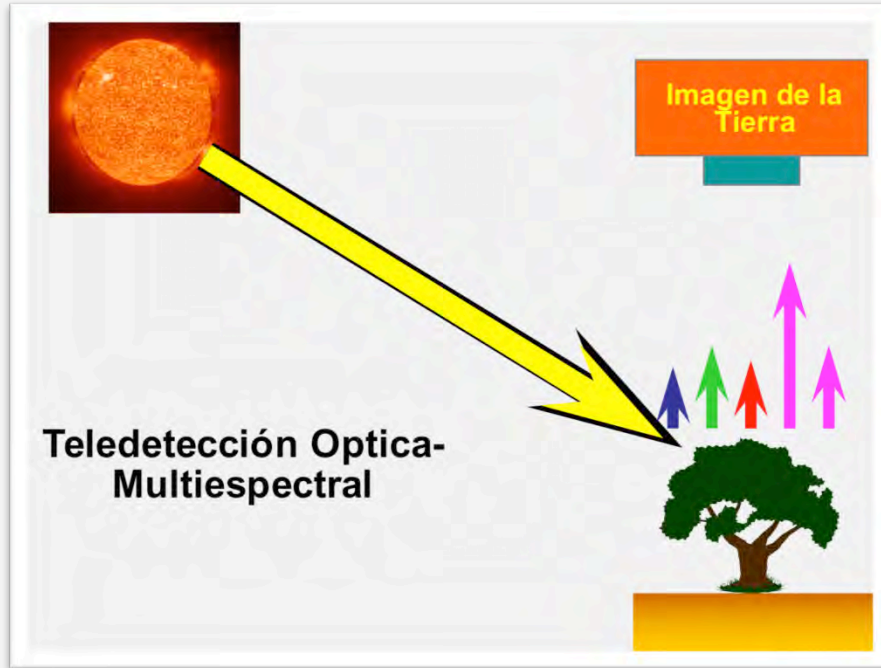 Imagen de la
Tierra
Teledetección Optica-
Multiespectral